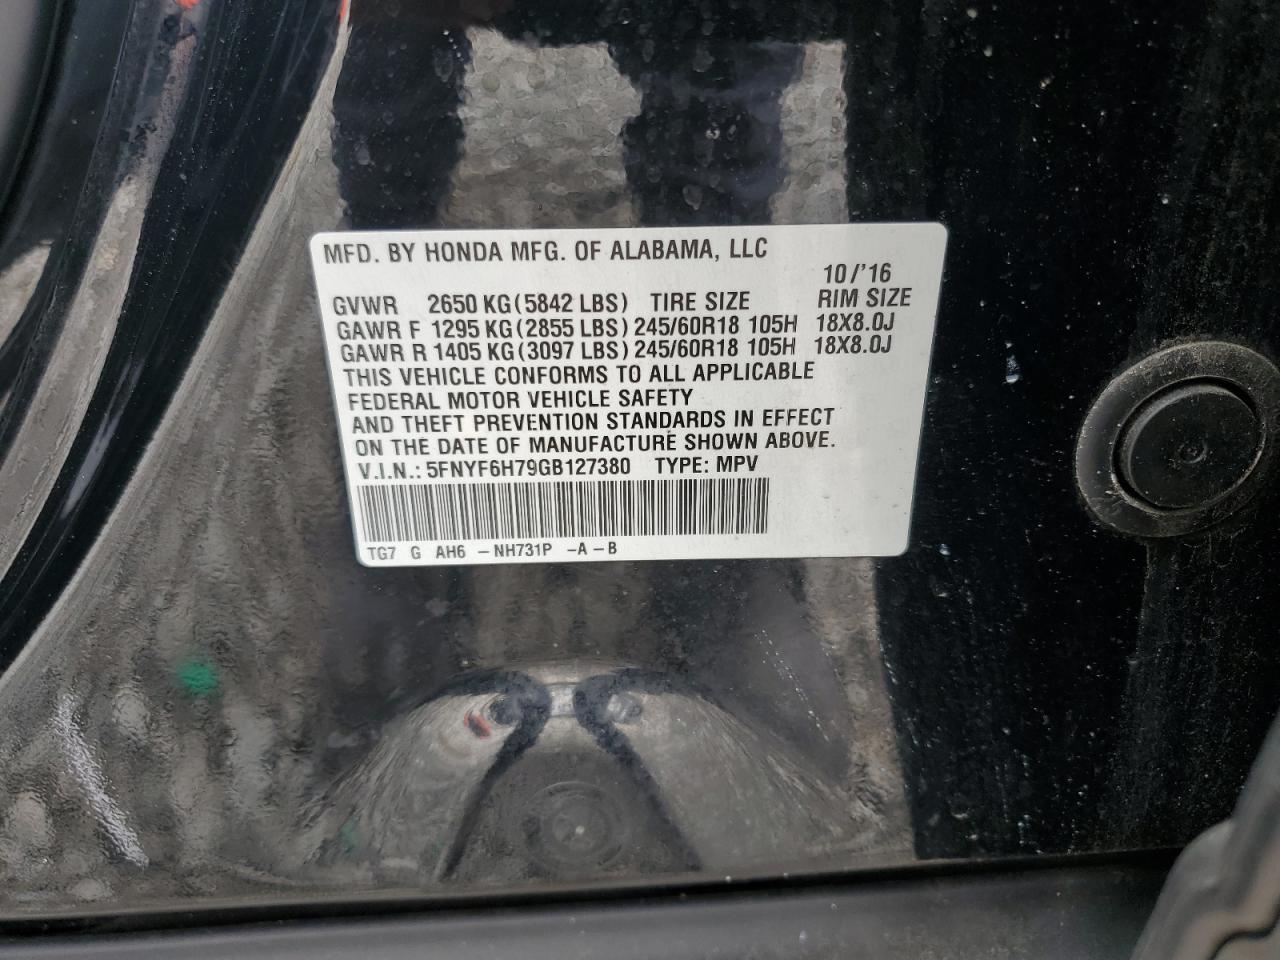 MFD. BY HONDA MFG. OF ALABAMA, LLC
10/'16
GVWR 2650 KG(5842 LBS) TIRE SIZE RIM SIZE
GAWR F 1295 KG(2855 LBS) 245/60R18 105H 18X8.0J
GAWR R 1405 KG(3097 LBS) 245/60R18 105H 18X8.0J
THIS VEHICLE CONFORMS TO ALL APPLICABLE
FEDERAL MOTOR VEHICLE SAFETY
AND THEFT PREVENTION STANDARDS IN EFFECT
ON THE DATE OF MANUFACTURE SHOWN ABOVE.
V.I.N.: 5FNYF6H79GB127380 TYPE: MPV
TG7 G AH6 -NH731P -A-B